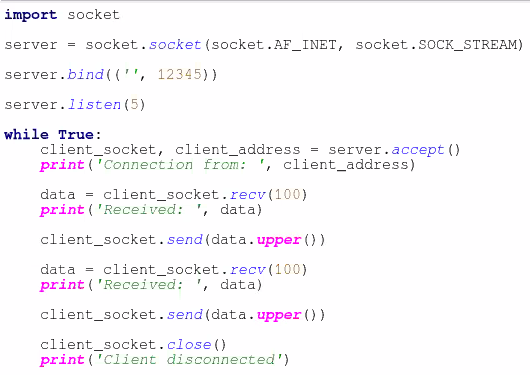 import socket
server = socket.socket(socket.AF_INET, socket.SOCK_STREAM)
server.bind(('', 12345))
server.listen(5)
while True:
    client_socket, client_address = server.accept()
    print('Connection from: ', client_address)
    data = client_socket.recv(100)
    print('Received: ', data)
    client_socket.send(data.upper())
    data = client_socket.recv(100)
    print('Received: ', data)
    client_socket.send(data.upper())
    client_socket.close()
    print('Client disconnected')